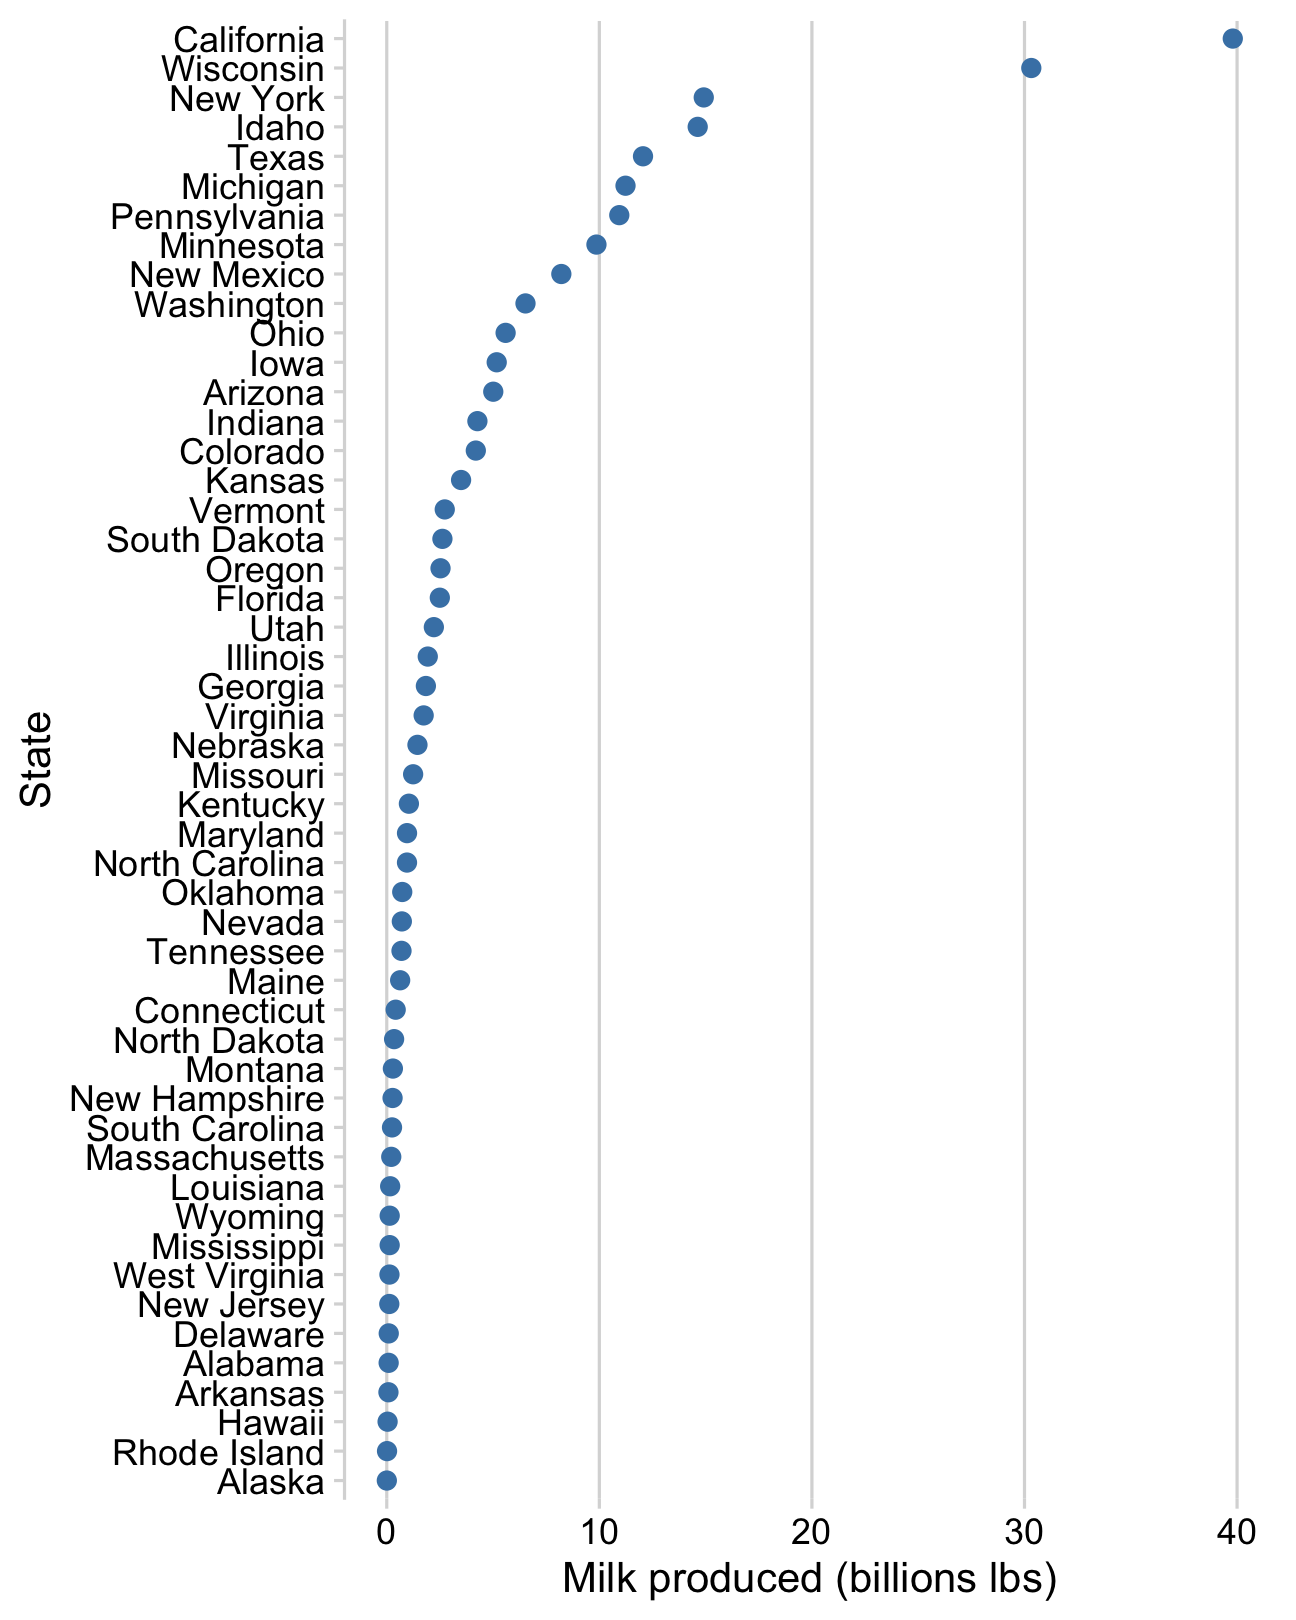 California
Wisconsin
New York
Idaho
Texas
Michigan
Pennsylvania
Minnesota
New Mexico
Washington
Ohio
Iowa
Arizona
Indiana
Colorado
Kansas
Vermont
South Dakota
Oregon
Florida
Utah
Illinois
Georgia
Virginia
Nebraska
Missouri
Kentucky
Maryland
North Carolina
Oklahoma
Nevada
Tennessee
Maine
Connecticut
North Dakota
Montana
New Hampshire
South Carolina
Massachusetts
Louisiana
Wyoming
Mississippi
West Virginia
New Jersey
Delaware
Alabama
Arkansas
Hawaii
Rhode Island
Alaska
State
0 10 20 30 40
Milk produced (billions lbs)